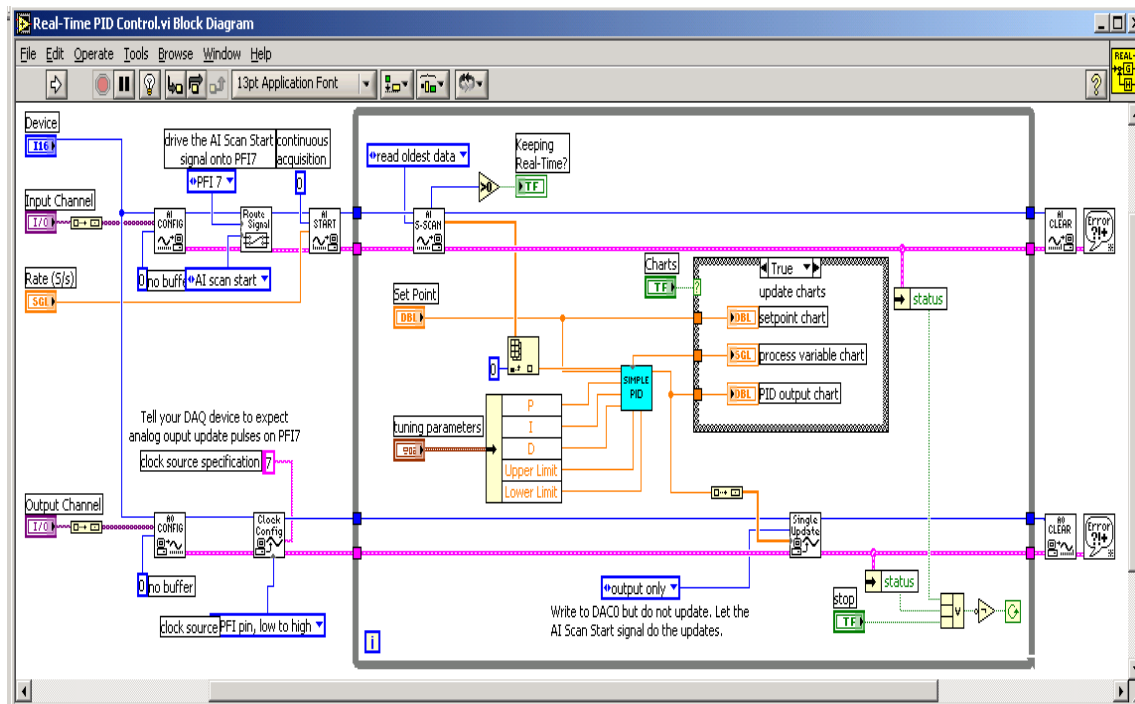 Real-Time PID Control.vi Block Diagram
File Edit Operate Tools Browse Window Help
13pt Application Font
REAL-
G
H
Device
I16
drive the AI Scan Start
signal onto PFI7
continuous
acquisition
PFI 7
0
Input Channel
I/O
AI
CONFIG
Route
Signal
AI
START
0
no buffe
AI scan start
Rate (S/s)
SGL
read oldest data
Keeping
Real-Time?
>0
TF
AI
S-SCAN
AI
CLEAR
Error
?!+
Charts
TF
?
True
update charts
DBL
setpoint chart
SGL
process variable chart
DBL
PID output chart
status
Set Point
DBL
0
SIMPLE
PID
tuning parameters
P
I
D
Upper Limit
Lower Limit
Tell your DAQ device to expect
analog ouput update pulses on PFI7
clock source specification
7
Output Channel
I/O
AO
CONFIG
Clock
Config
0
no buffer
clock source
PFI pin, low to high
Single
Update
AO
CLEAR
Error
?!+
output only
Write to DAC0 but do not update. Let the
AI Scan Start signal do the updates.
status
stop
TF
V
i